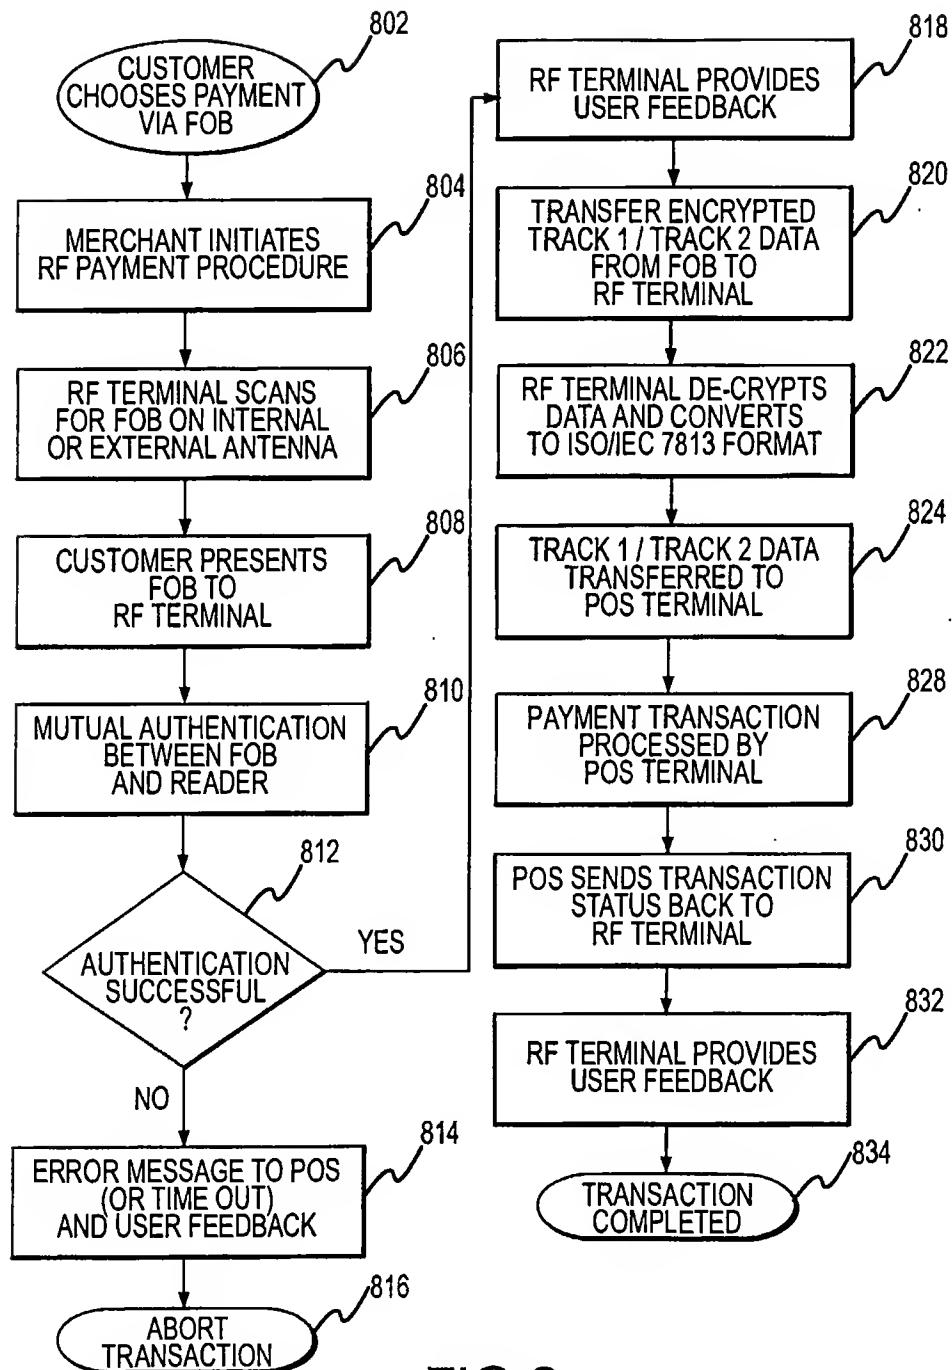 802
CUSTOMER
CHOOSES PAYMENT
VIA FOB
804
MERCHANT INITIATES
RF PAYMENT PROCEDURE
806
RF TERMINAL SCANS
FOR FOB ON INTERNAL
OR EXTERNAL ANTENNA
808
CUSTOMER PRESENTS
FOB TO
RF TERMINAL
810
MUTUAL AUTHENTICATION
BETWEEN FOB
AND READER
812
AUTHENTICATION
SUCCESSFUL
?
YES
NO
814
ERROR MESSAGE TO POS
(OR TIME OUT)
AND USER FEEDBACK
816
ABORT
TRANSACTION
818
RF TERMINAL PROVIDES
USER FEEDBACK
820
TRANSFER ENCRYPTED
TRACK 1 / TRACK 2 DATA
FROM FOB TO
RF TERMINAL
822
RF TERMINAL DE-CRYPTS
DATA AND CONVERTS
TO ISO/IEC 7813 FORMAT
824
TRACK 1 / TRACK 2 DATA
TRANSFERRED TO
POS TERMINAL
828
PAYMENT TRANSACTION
PROCESSED BY
POS TERMINAL
830
POS SENDS TRANSACTION
STATUS BACK TO
RF TERMINAL
832
RF TERMINAL PROVIDES
USER FEEDBACK
834
TRANSACTION
COMPLETED